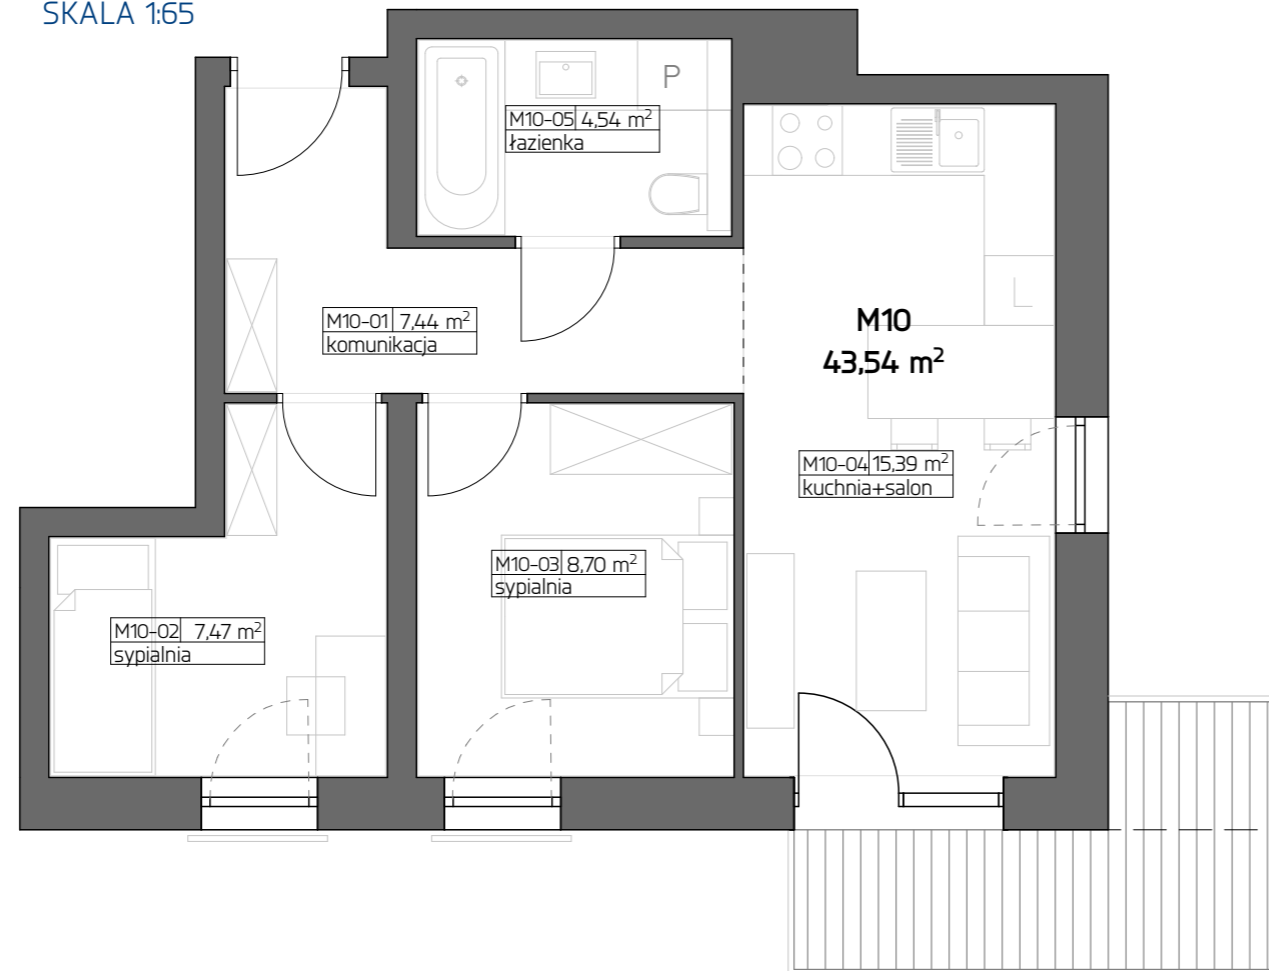 SKALA 1:65
P
M10-05 4,54 m²
łazienka
M10-01 7,44 m²
komunikacja
L
M10
43,54 m²
M10-04 15,39 m²
kuchnia+salon
M10-03 8,70 m²
sypialnia
M10-02 7,47 m²
sypialnia